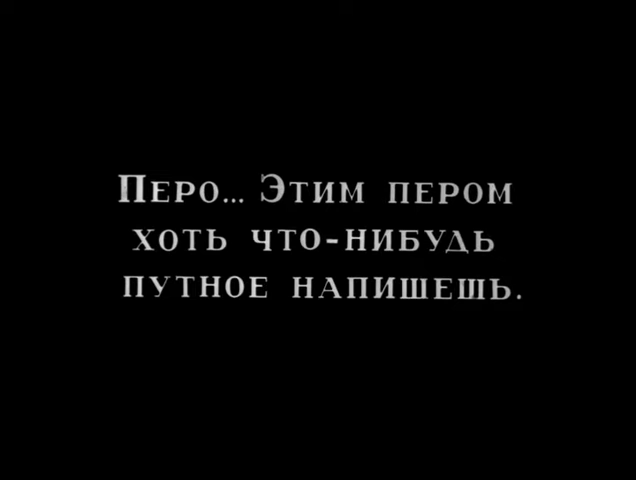 Перо... Этим пером
хоть что-нибудь
путное напишешь.